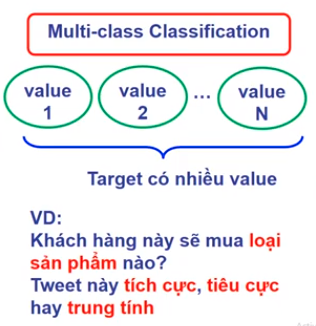 Multi-class Classification
value value ... value
1 2 N
Target có nhiều value
VD:
Khách hàng này sẽ mua loại
sản phẩm nào?
Tweet này tích cực, tiêu cực
hay trung tính